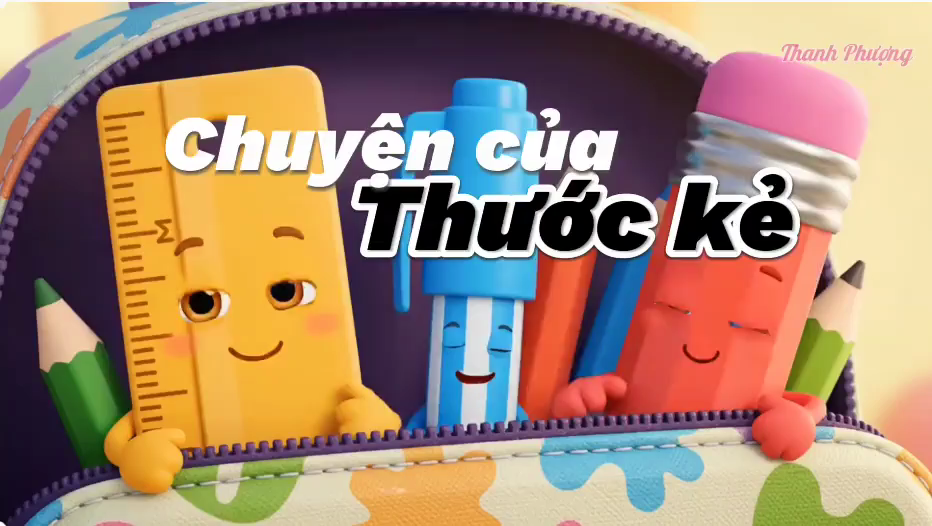 Thanh Phượng
Chuyện của
Thước kẻ